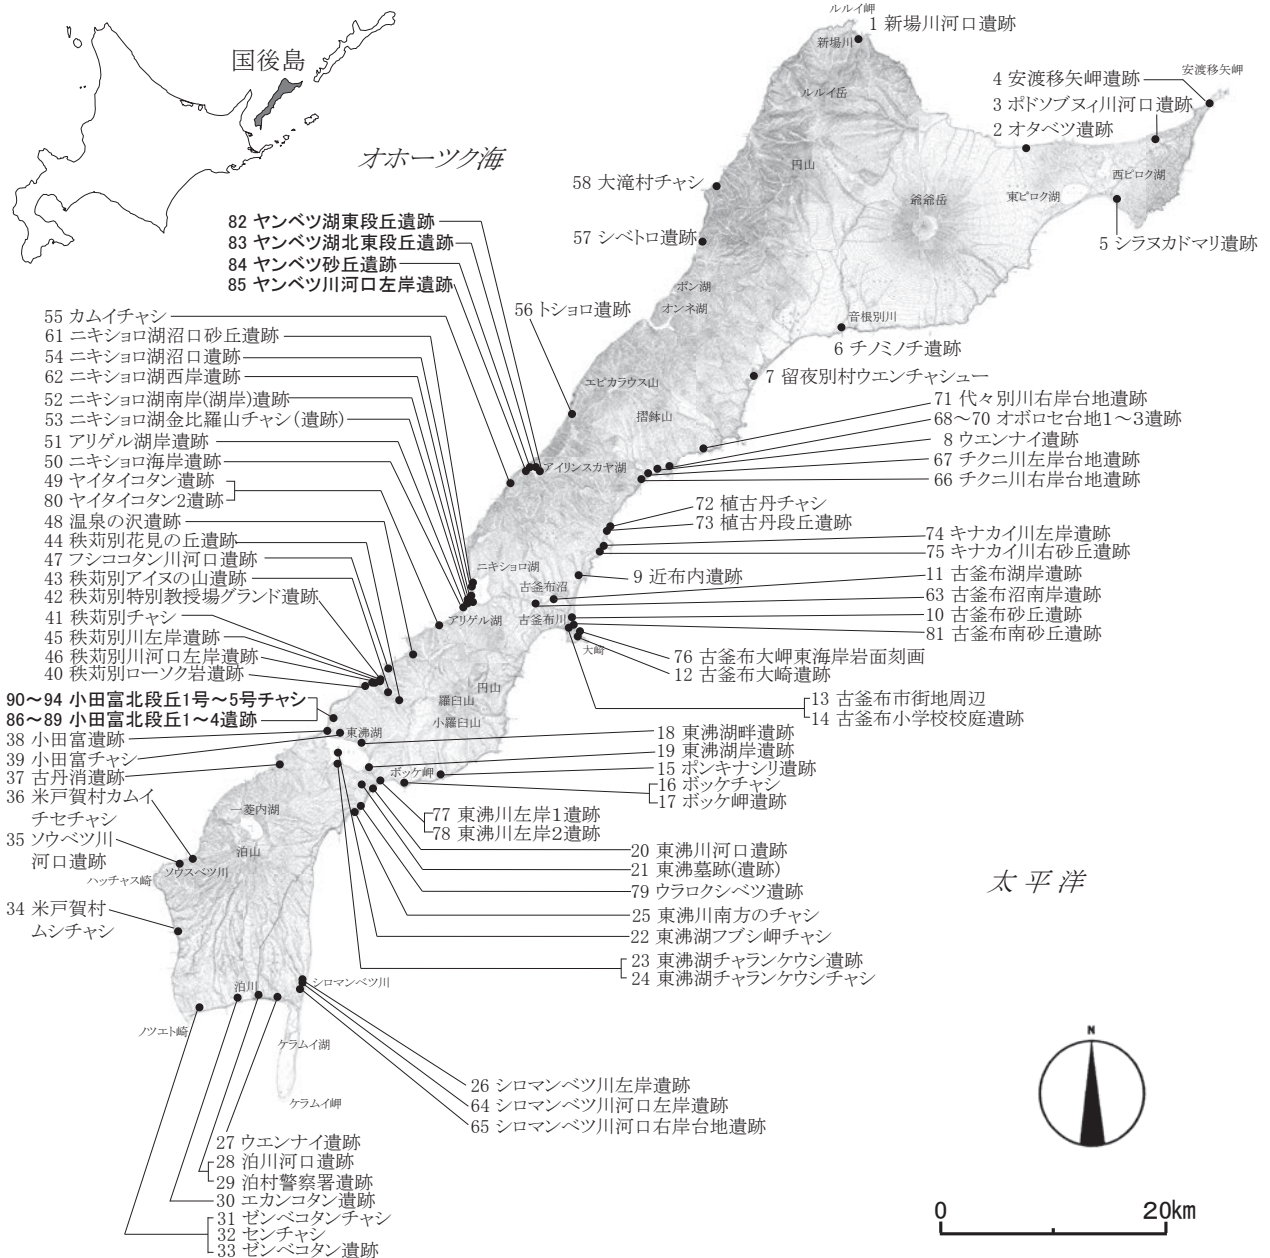 ルルイ岬
1 新場川河口遺跡
新場川
ルルイ岳
国後島
オホーツク海
4 安渡移矢岬遺跡
安渡移矢岬
3 ポドソブヌィ川河口遺跡
2 オタベツ遺跡
西ピロク湖
東ピロク湖
5 シラヌカドマリ遺跡
円山
爺爺岳
58 大滝村チャシ
57 シベトロ遺跡
ポン湖
オンネ湖
音根別川
6 チノミノチ遺跡
7 留夜別村ウエンチャシュー
82 ヤンベツ湖東段丘遺跡
83 ヤンベツ湖北東段丘遺跡
84 ヤンベツ砂丘遺跡
85 ヤンベツ川河口左岸遺跡
56 トショロ遺跡
エビカラウス山
摺鉢山
アイリンスカヤ湖
55 カムイチャシ
61 ニキショロ湖沼口砂丘遺跡
54 ニキショロ湖沼口遺跡
62 ニキショロ湖西岸遺跡
52 ニキショロ湖南岸(湖岸)遺跡
53 ニキショロ湖金比羅山チャシ(遺跡)
51 アリゲル湖岸遺跡
50 ニキショロ海岸遺跡
49 ヤイタイコタン遺跡
80 ヤイタイコタン2遺跡
48 温泉の沢遺跡
44 秩苅別花見の丘遺跡
47 フシココタン川河口遺跡
43 秩苅別アイヌの山遺跡
42 秩苅別特別教授場グランド遺跡
41 秩苅別チャシ
45 秩苅別川左岸遺跡
46 秩苅別川河口左岸遺跡
40 秩苅別ローソク岩遺跡
90～94 小田富北段丘1号～5号チャシ
86～89 小田富北段丘1～4遺跡
38 小田富遺跡
39 小田富チャシ
37 古丹消遺跡
36 米戸賀村カムイ
チセチャシ
35 ソウベツ川
河口遺跡
34 米戸賀村
ムシチャシ
71 代々別川右岸台地遺跡
68～70 オボロセ台地1～3遺跡
8 ウエンナイ遺跡
67 チクニ川左岸台地遺跡
66 チクニ川右岸台地遺跡
72 植古丹チャシ
73 植古丹段丘遺跡
74 キナカイ川左岸遺跡
75 キナカイ川右砂丘遺跡
9 近布内遺跡
11 古釜布湖岸遺跡
63 古釜布沼南岸遺跡
10 古釜布砂丘遺跡
81 古釜布南砂丘遺跡
76 古釜布大岬東海岸岩面刻画
12 古釜布大崎遺跡
13 古釜布市街地周辺
14 古釜布小学校校庭遺跡
ニキショロ湖
古釜布沼
古釜布川
大崎
アリゲル湖
円山
羅臼山
小羅臼山
東沸湖
ボッケ岬
18 東沸湖畔遺跡
19 東沸湖岸遺跡
15 ポンキナシリ遺跡
16 ボッケチャシ
17 ボッケ岬遺跡
77 東沸川左岸1遺跡
78 東沸川左岸2遺跡
20 東沸川河口遺跡
21 東沸墓跡(遺跡)
79 ウラロクシベツ遺跡
25 東沸川南方のチャシ
22 東沸湖フブシ岬チャシ
23 東沸湖チャランケウシ遺跡
24 東沸湖チャランケウシチャシ
太平洋
一菱内湖
泊山
ソウスベツ川
ハッチャス崎
泊川
シロマンベツ川
ノツエト崎
ケラムイ湖
ケラムイ岬
26 シロマンベツ川左岸遺跡
64 シロマンベツ川河口左岸遺跡
65 シロマンベツ川河口右岸台地遺跡
27 ウエンナイ遺跡
28 泊川河口遺跡
29 泊村警察署遺跡
30 エカンコタン遺跡
31 ゼンベコタンチャシ
32 センチャシ
33 ゼンベコタン遺跡
N
0 20km